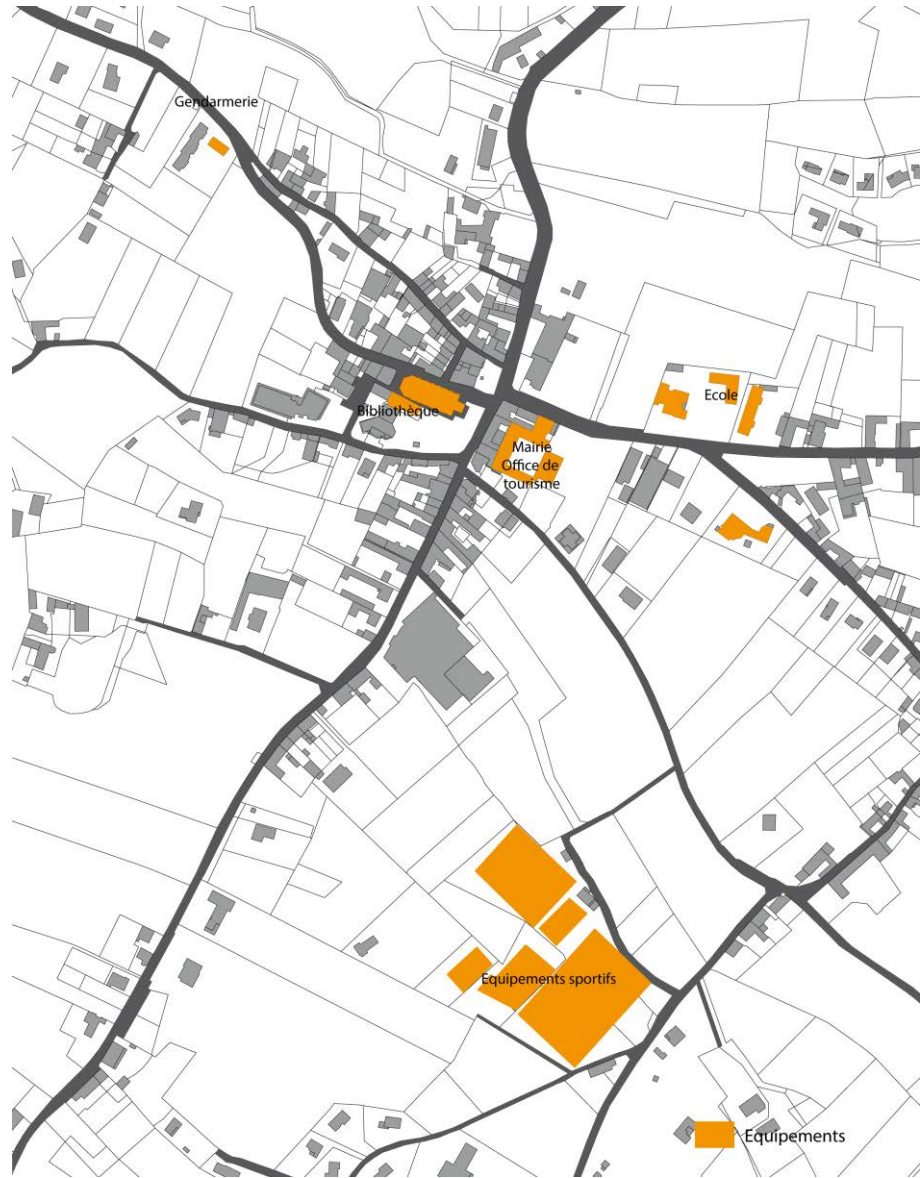 Gendarmerie
Ecole
Bibliothèque
Mairie
Office de
tourisme
Equipements sportifs
Equipements